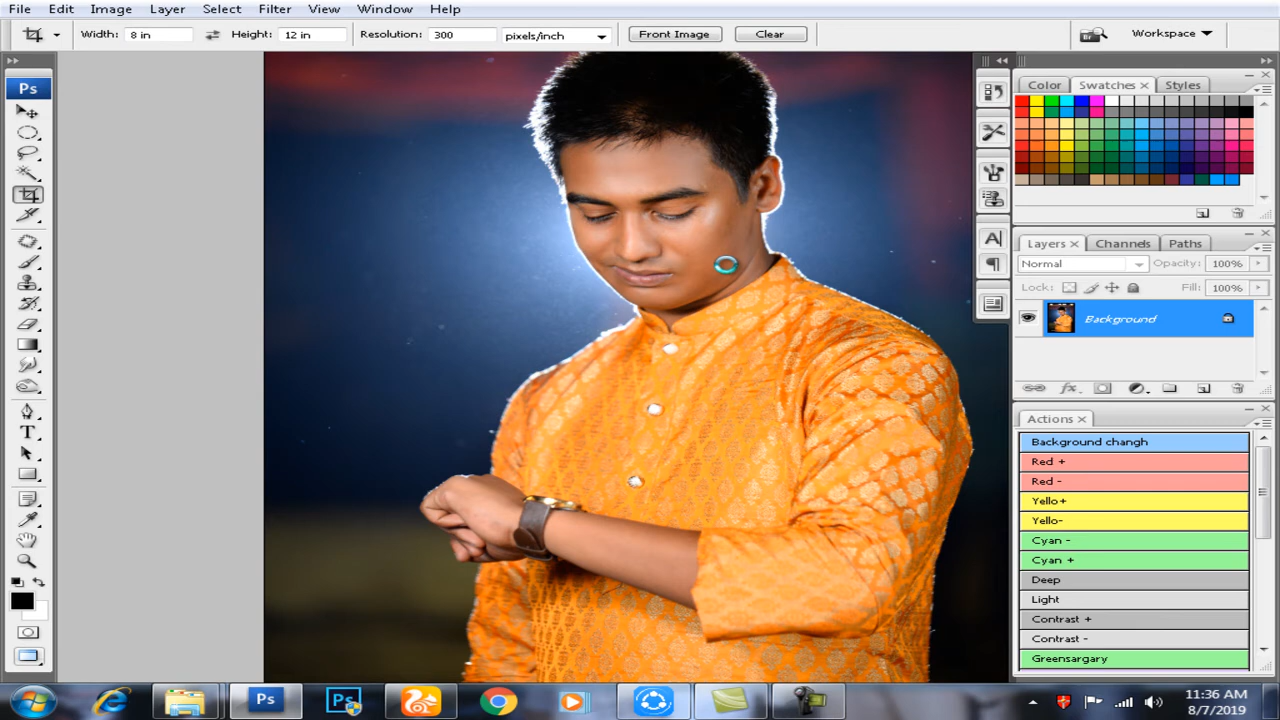 File Edit Image Layer Select Filter View Window Help
Width: 8 in Height: 12 in Resolution: 300 pixels/inch Front Image Clear Workspace
Ps
Color Swatches Styles
Layers Channels Paths
Normal Opacity: 100%
Lock: Fill: 100%
Background
Actions
Background changh
Red +
Red -
Yello+
Yello-
Cyan -
Cyan +
Deep
Light
Contrast +
Contrast -
Greensargary
Ps Ps
11:36 AM
8/7/2019